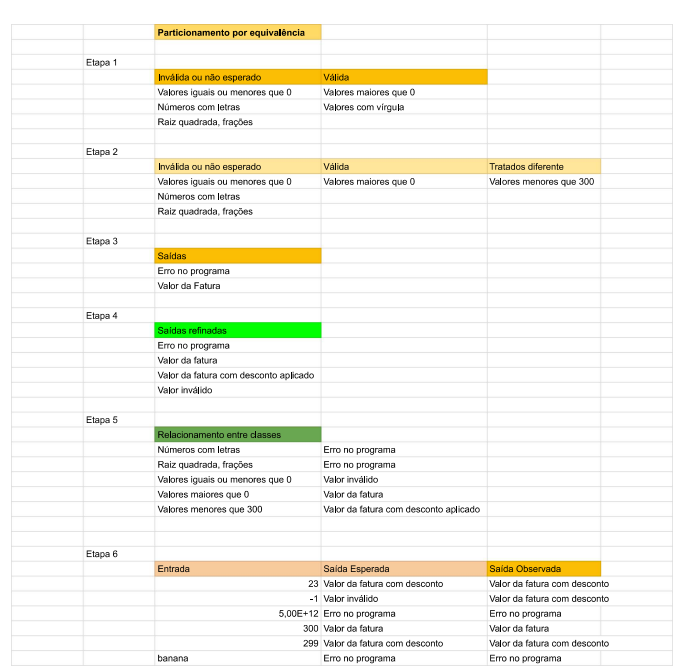 Particionamento por equivalência
Etapa 1
Inválida ou não esperado Válida
Valores iguais ou menores que 0 Valores maiores que 0
Números com letras Valores com vírgula
Raiz quadrada, frações
Etapa 2
Inválida ou não esperado Válida Tratados diferente
Valores iguais ou menores que 0 Valores maiores que 0 Valores menores que 300
Números com letras
Raiz quadrada, frações
Etapa 3
Saídas
Erro no programa
Valor da Fatura
Etapa 4
Saídas refinadas
Erro no programa
Valor da fatura
Valor da fatura com desconto aplicado
Valor inválido
Etapa 5
Relacionamento entre classes
Números com letras Erro no programa
Raiz quadrada, frações Erro no programa
Valores iguais ou menores que 0 Valor inválido
Valores maiores que 0 Valor da fatura
Valores menores que 300 Valor da fatura com desconto aplicado
Etapa 6
Entrada Saída Esperada Saída Observada
23 Valor da fatura com desconto Valor da fatura com desconto
-1 Valor inválido Valor da fatura com desconto
5,00E+12 Erro no programa Erro no programa
300 Valor da fatura Valor da fatura
299 Valor da fatura com desconto Valor da fatura com desconto
banana Erro no programa Erro no programa